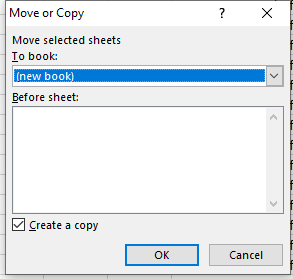 Move or Copy
Move selected sheets
To book:
(new book)
Before sheet:
Create a copy
OK
Cancel